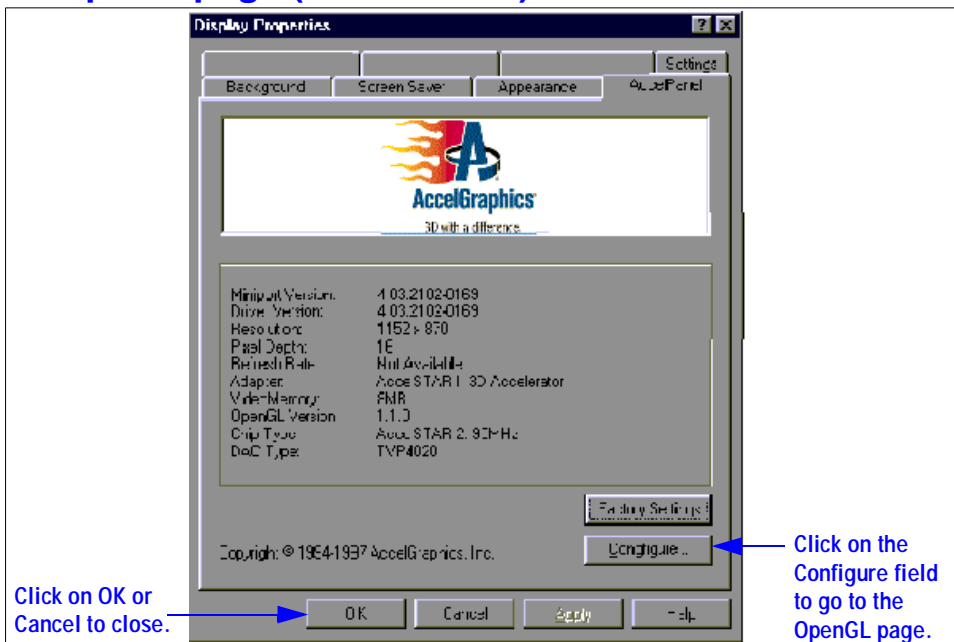 Display Properties
Settings
Background Screen Saver Appearance AccelPanel
AccelGraphics
3D with a difference.
Miniport Version: 4.03.2102-0169
Driver Version: 4.03.2102-0169
Resolution: 1152 x 870
Pixel Depth: 16
Refresh Rate Not Available
Adapter: 3D Accelerator
Video Memory: 8MB
OpenGL Version 1.1.0
Chip Type AccelSTAR 2, 90MHz
DAC Type: TVP4020
Factory Settings
Copyright © 1994-1997 AccelGraphics, Inc.
Configure...
Click on the
Configure field
to go to the
OpenGL page.
Click on OK or
Cancel to close.
OK Cancel Apply Help